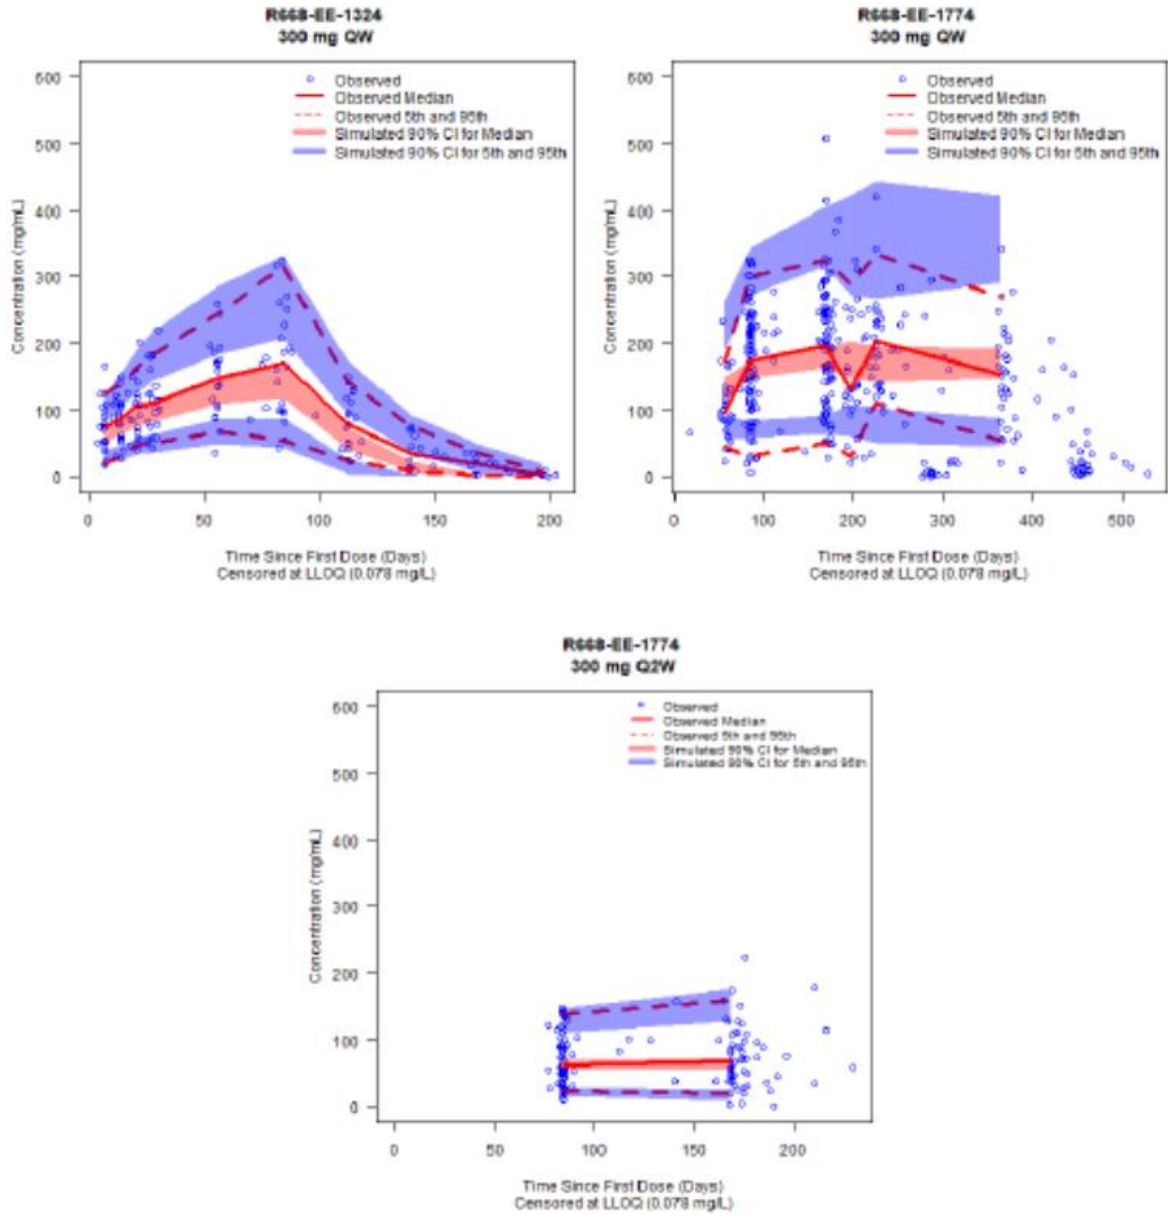 R668-EE-1324
300 mg QW
600
500
400
300
200
100
0
Concentration (mg/mL)
Observed
Observed Median
Observed 5th and 95th
Simulated 90% CI for Median
Simulated 90% CI for 5th and 95th
0 50 100 150 200
Time Since First Dose (Days)
Censored at LLOQ (0.078 mg/L)
R668-EE-1774
300 mg QW
600
500
400
300
200
100
0
Concentration (mg/mL)
Observed
Observed Median
Observed 5th and 95th
Simulated 90% CI for Median
Simulated 90% CI for 5th and 95th
0 100 200 300 400 500
Time Since First Dose (Days)
Censored at LLOQ (0.078 mg/L)
R668-EE-1774
300 mg Q2W
600
500
400
300
200
100
0
Concentration (mg/mL)
Observed
Observed Median
Observed 5th and 95th
Simulated 90% CI for Median
Simulated 90% CI for 5th and 95th
0 50 100 150 200
Time Since First Dose (Days)
Censored at LLOQ (0.078 mg/L)